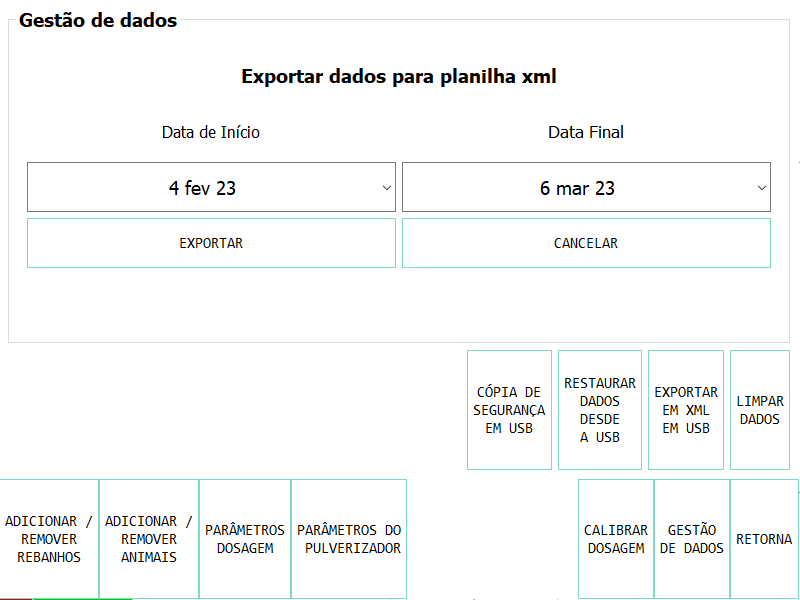 Gestão de dados
Exportar dados para planilha xml
Data de Início
Data Final
4 fev 23
6 mar 23
EXPORTAR
CANCELAR
CÓPIA DE
SEGURANÇA
EM USB
RESTAURAR
DADOS
DESDE
A USB
EXPORTAR
EM XML
EM USB
LIMPAR
DADOS
ADICIONAR /
REMOVER
REBANHOS
ADICIONAR /
REMOVER
ANIMAIS
PARÂMETROS
DOSAGEM
PARÂMETROS DO
PULVERIZADOR
CALIBRAR
DOSAGEM
GESTÃO
DE DADOS
RETORNA